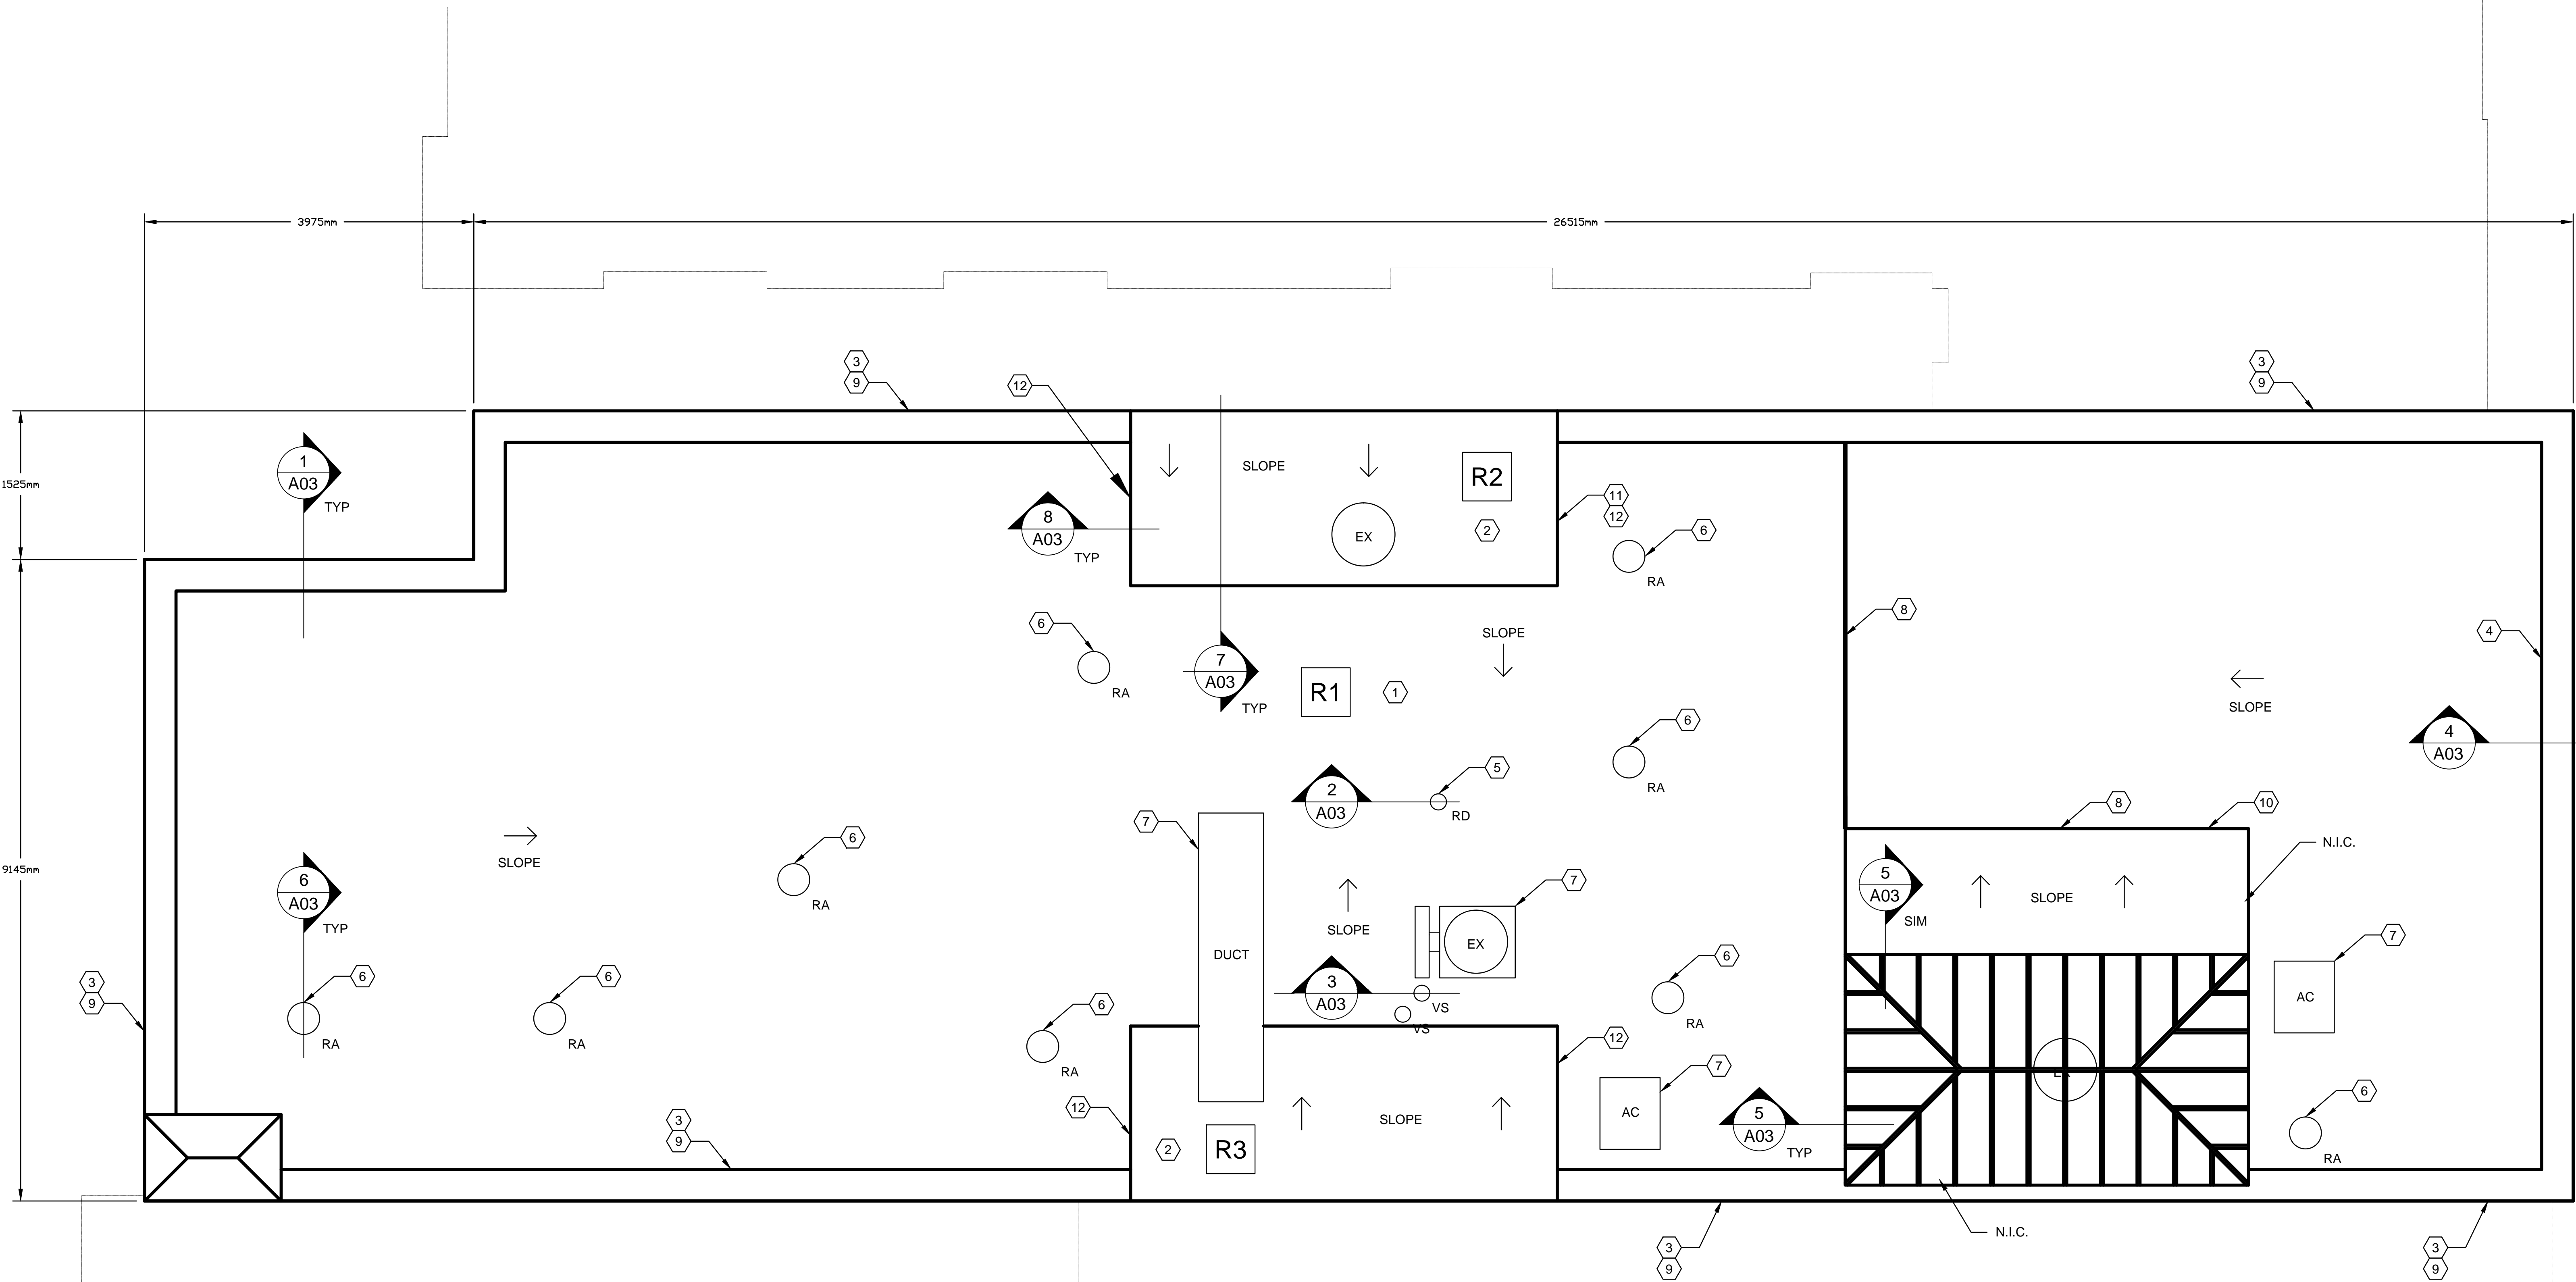 3975mm
26515mm
3
9
12
3
9
1
A03
TYP
1525mm
SLOPE
R2
2
EX
8
A03
TYP
11
12
6
RA
6
RA
7
A03
TYP
R1
1
SLOPE
8
4
SLOPE
4
A03
6
RA
2
A03
5
RD
7
8
10
N.I.C.
SLOPE
6
RA
9145mm
6
A03
TYP
7
EX
SLOPE
5
A03
SIM
SLOPE
DUCT
7
AC
3
9
6
RA
6
RA
6
RA
3
A03
VS
VS
6
RA
12
7
AC
EX
12
3
9
2
R3
SLOPE
5
A03
TYP
6
RA
N.I.C.
3
9
3
9